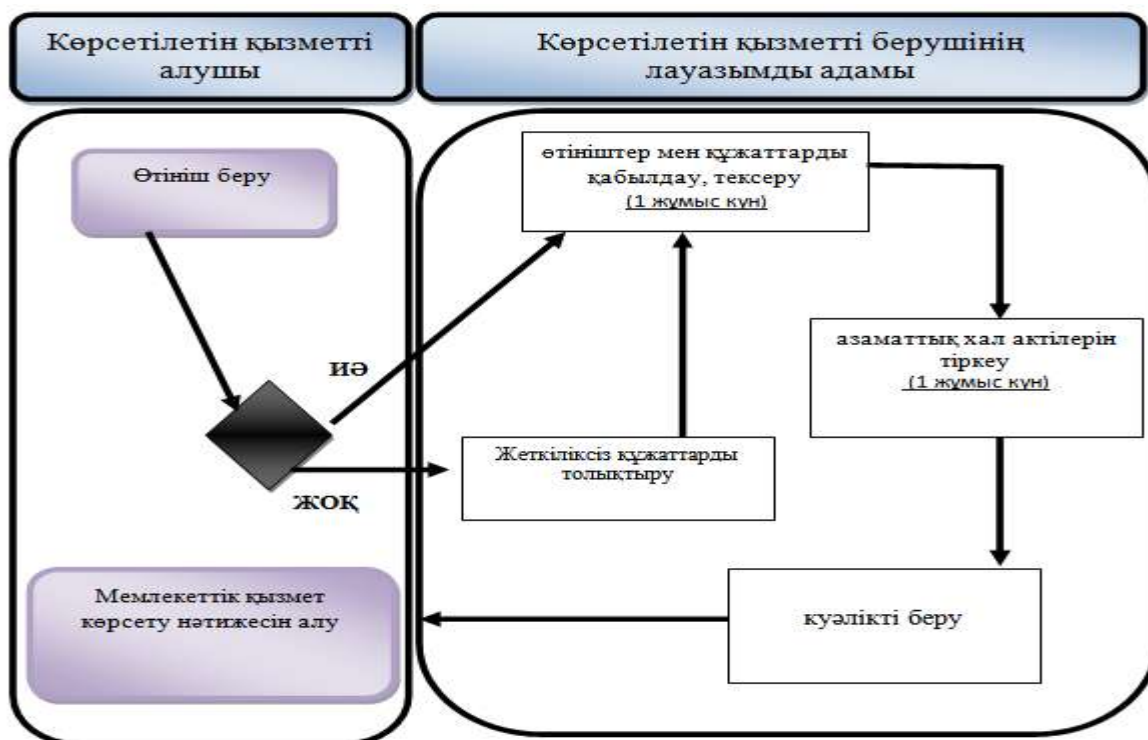 Көрсетілетін қызметті
алушы
Көрсетілетін қызметті берушінің
лауазымды адамы
Өтініш беру
өтініштер мен құжаттарды
қабылдау, тексеру
(1 жұмыс күн)
азаматтық хал актілерін
тіркеу
(1 жұмыс күн)
ИӘ
Жеткіліксіз құжаттарды
толықтыру
ЖОҚ
Мемлекеттік қызмет
көрсету нәтижесін алу
куәлікті беру